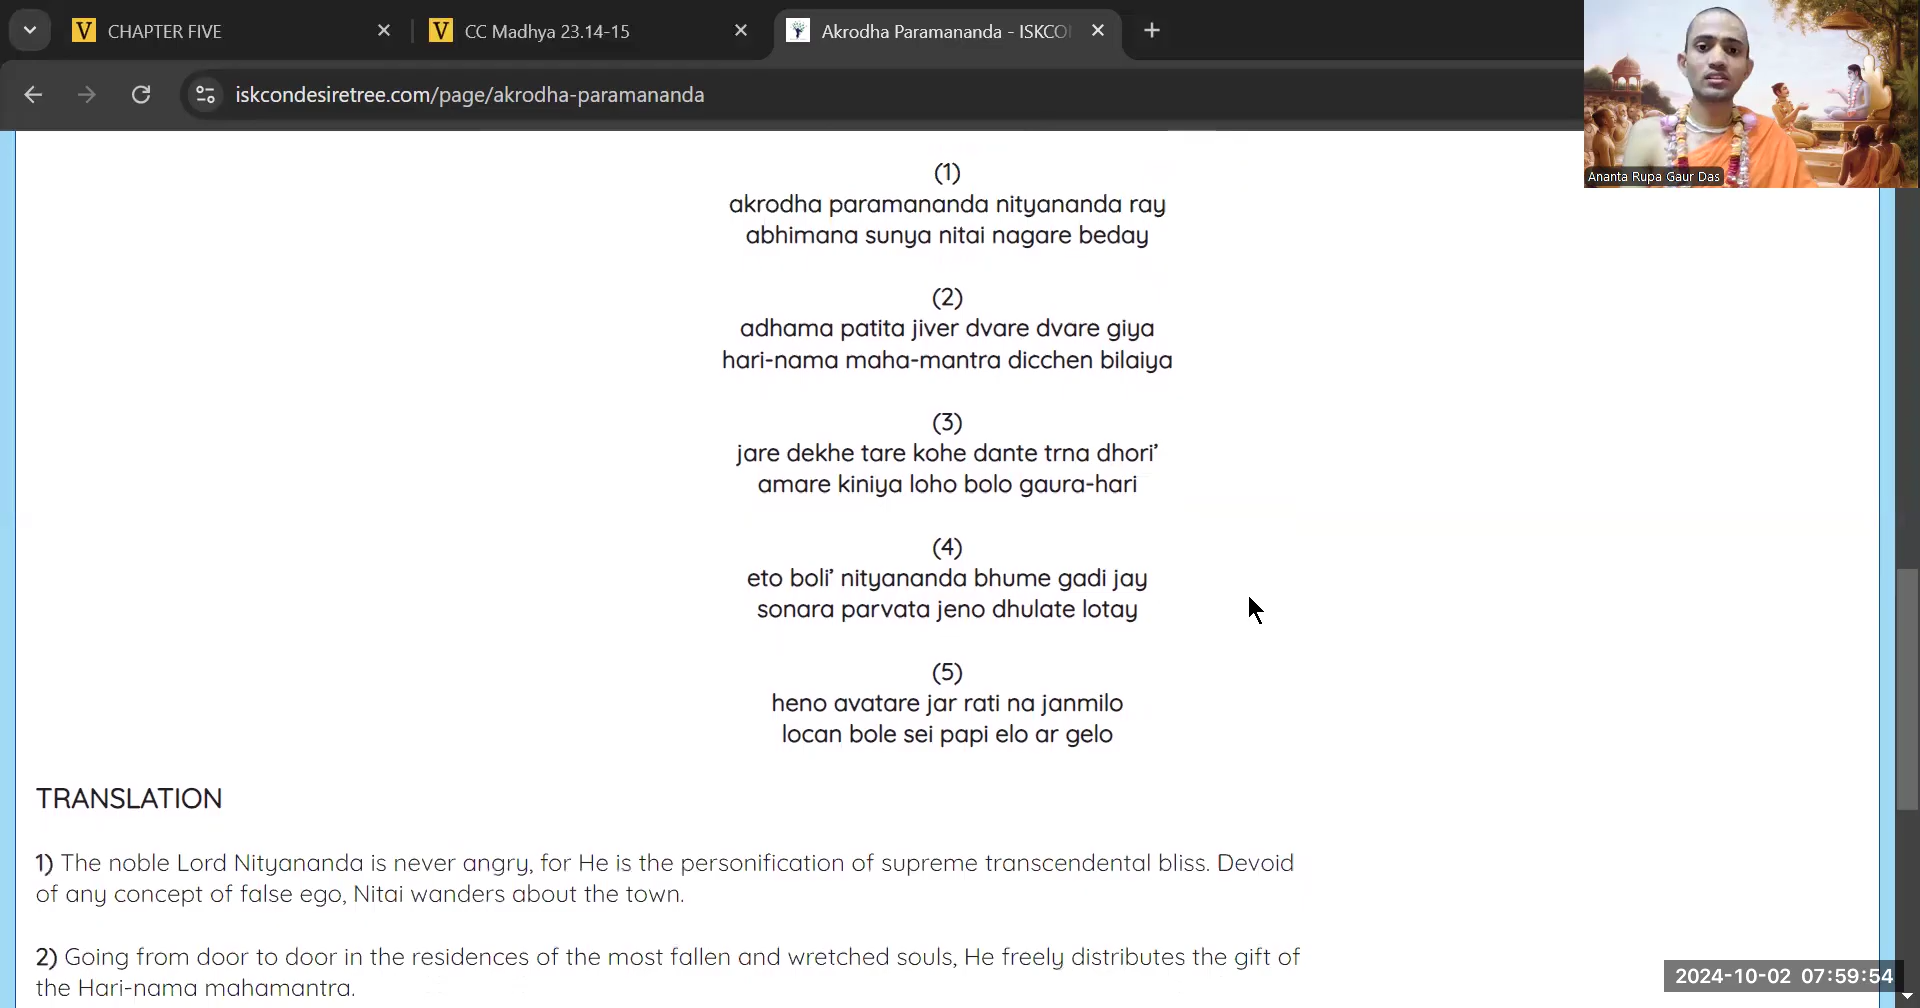 CHAPTER FIVE
CC Madhya 23.14-15
Akrodha Paramananda - ISKCO
iskcondesiretree.com/page/akrodha-paramananda
Ananta Rupa Gaur Das
(1)
akrodha paramananda nityananda ray
abhimana sunya nitai nagare beday
(2)
adhama patita jiver dvare dvare giya
hari-nama maha-mantra dicchen bilaiya
(3)
jare dekhe tare kohe dante trna dhori’
amare kiniya loho bolo gaura-hari
(4)
eto boli’ nityananda bhume gadi jay
sonara parvata jeno dhulate lotay
(5)
heno avatare jar rati na janmilo
locan bole sei papi elo ar gelo
TRANSLATION
1) The noble Lord Nityananda is never angry, for He is the personification of supreme transcendental bliss. Devoid
of any concept of false ego, Nitai wanders about the town.
2) Going from door to door in the residences of the most fallen and wretched souls, He freely distributes the gift of
the Hari-nama mahamantra.
2024-10-02 07:59:54